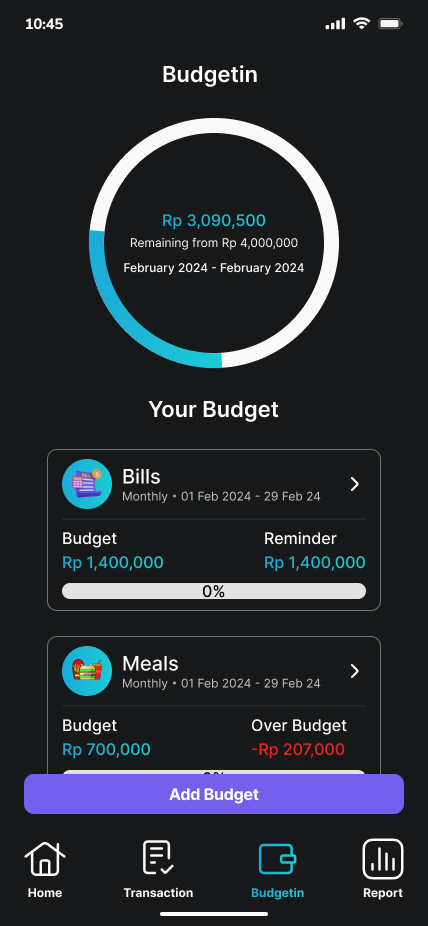 10:45
Budgetin
Rp 3,090,500
Remaining from Rp 4,000,000
February 2024 - February 2024
Your Budget
Bills
Monthly • 01 Feb 2024 - 29 Feb 24
Budget Reminder
Rp 1,400,000 Rp 1,400,000
0%
Meals
Monthly • 01 Feb 2024 - 29 Feb 24
Budget Over Budget
Rp 700,000 -Rp 207,000
Add Budget
Home Transaction Budgetin Report